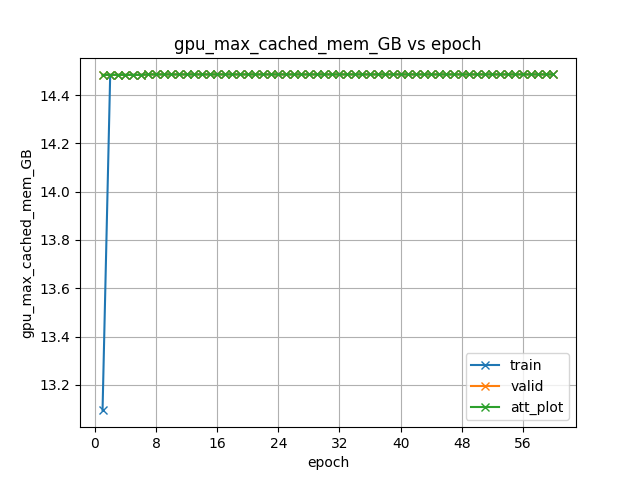 gpu_max_cached_mem_GB vs epoch
gpu_max_cached_mem_GB
14.4
14.2
14.0
13.8
13.6
13.4
13.2
0 8 16 24 32 40 48 56
epoch
train
valid
att_plot